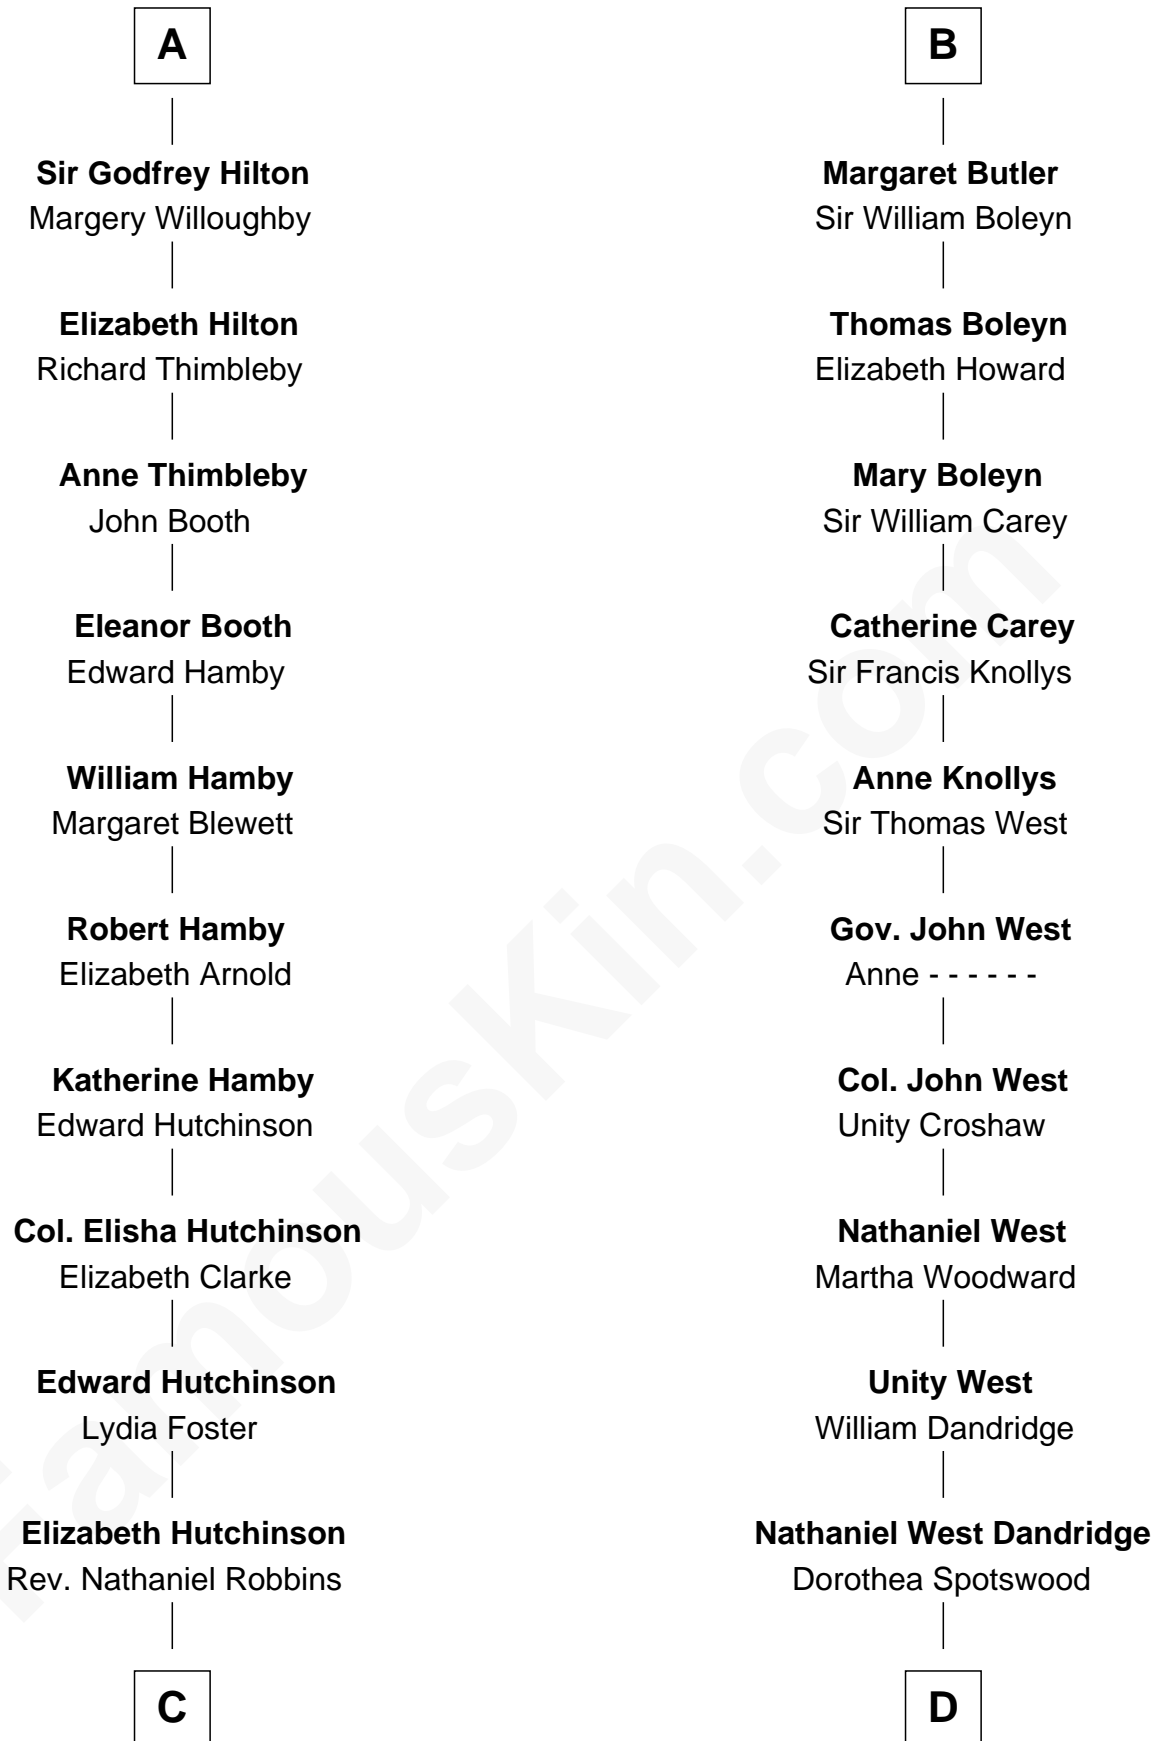 A
Sir Godfrey Hilton
Margery Willoughby
Elizabeth Hilton
Richard Thimbleby
Anne Thimbleby
John Booth
Eleanor Booth
Edward Hamby
William Hamby
Margaret Blewett
Robert Hamby
Elizabeth Arnold
Katherine Hamby
Edward Hutchinson
Col. Elisha Hutchinson
Elizabeth Clarke
Edward Hutchinson
Lydia Foster
Elizabeth Hutchinson
Rev. Nathaniel Robbins
C
B
Margaret Butler
Sir William Boleyn
Thomas Boleyn
Elizabeth Howard
Mary Boleyn
Sir William Carey
Catherine Carey
Sir Francis Knollys
Anne Knollys
Sir Thomas West
Gov. John West
Anne - - - - - -
Col. John West
Unity Croshaw
Nathaniel West
Martha Woodward
Unity West
William Dandridge
Nathaniel West Dandridge
Dorothea Spotswood
D
FamousKin.com